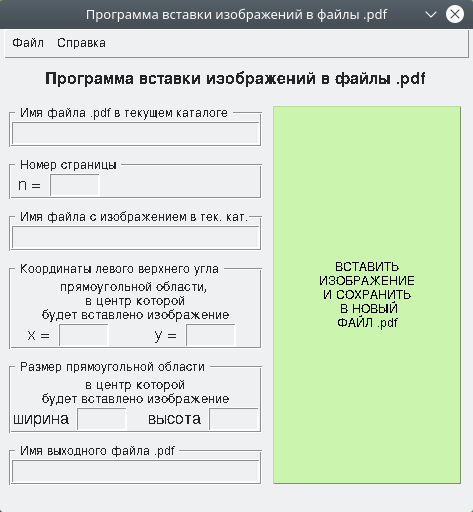 Программа вставки изображений в файлы .pdf
Файл Справка
Программа вставки изображений в файлы .pdf
Имя файла .pdf в текущем каталоге
Номер страницы
n =
Имя файла с изображением в тек. кат.
Координаты левого верхнего угла
прямоугольной области,
в центр которой
будет вставлено изображение
x = y =
Размер прямоугольной области
в центр которой
будет вставлено изображение
ширина высота
Имя выходного файла .pdf
ВСТАВИТЬ
ИЗОБРАЖЕНИЕ
И СОХРАНИТЬ
В НОВЫЙ
ФАЙЛ .pdf